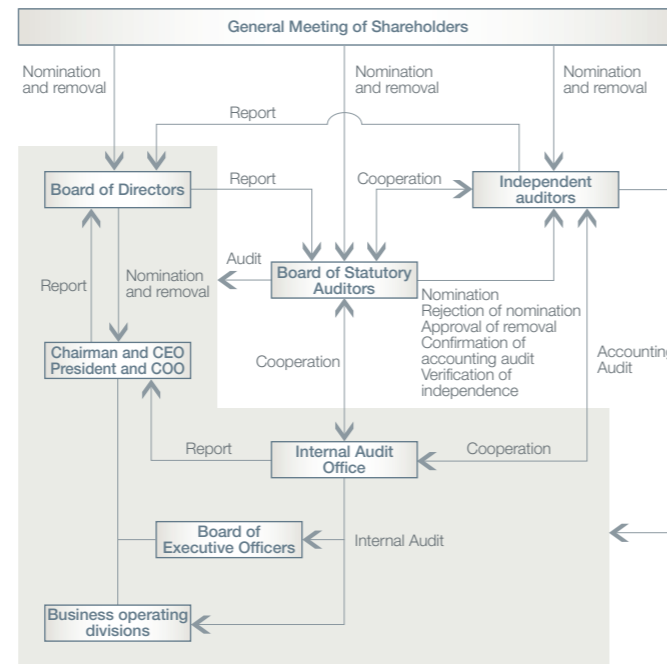 General Meeting of Shareholders
Nomination
and removal
Nomination
and removal
Nomination
and removal
Report
Board of Directors
Report
Cooperation
Independent
auditors
Audit
Board of Statutory
Auditors
Report
Nomination
and removal
Nomination
Rejection of nomination
Approval of removal
Confirmation of
accounting audit
Verification of
independence
Chairman and CEO
President and COO
Cooperation
Accounting
Audit
Report
Internal Audit
Office
Cooperation
Board of
Executive Officers
Internal Audit
Business operating
divisions